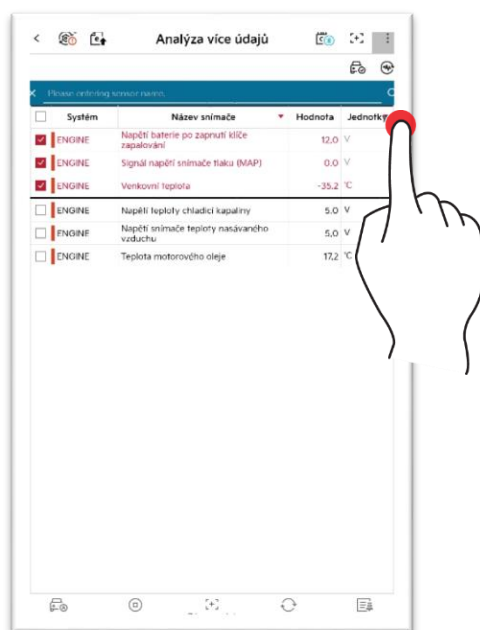 Analýza více údajů
Please entering sensor name.
Systém Název snímače Hodnota Jednotky
ENGINE Napětí baterie po zapnutí klíče zapalování 12,0 V
ENGINE Signál napětí snímače tlaku (MAP) 0.0 V
ENGINE Venkovní teplota -35,2 °C
ENGINE Napětí teploty chladicí kapaliny 5.0 V
ENGINE Napětí snímače teploty nasávaného vzduchu 5,0 V
ENGINE Teplota motorového oleje 17,2 °C